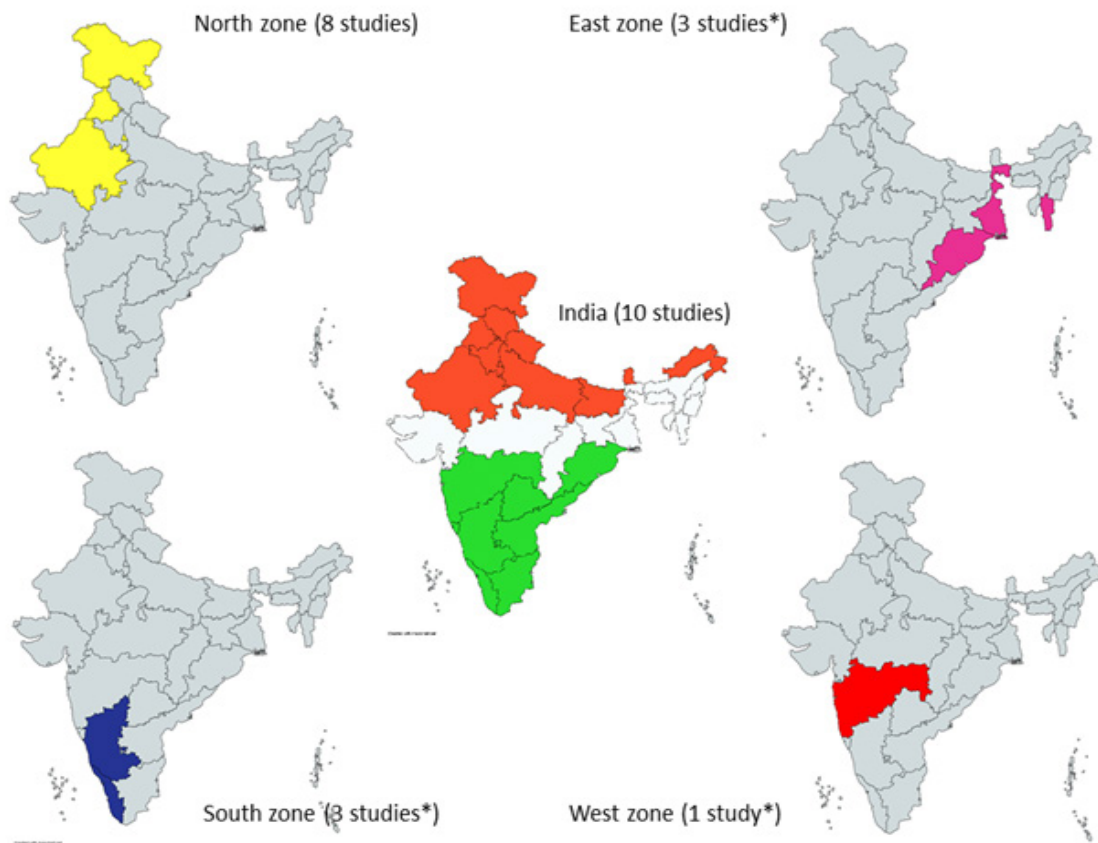 North zone (8 studies)
East zone (3 studies*)
India (10 studies)
South zone (3 studies*)
West zone (1 study*)